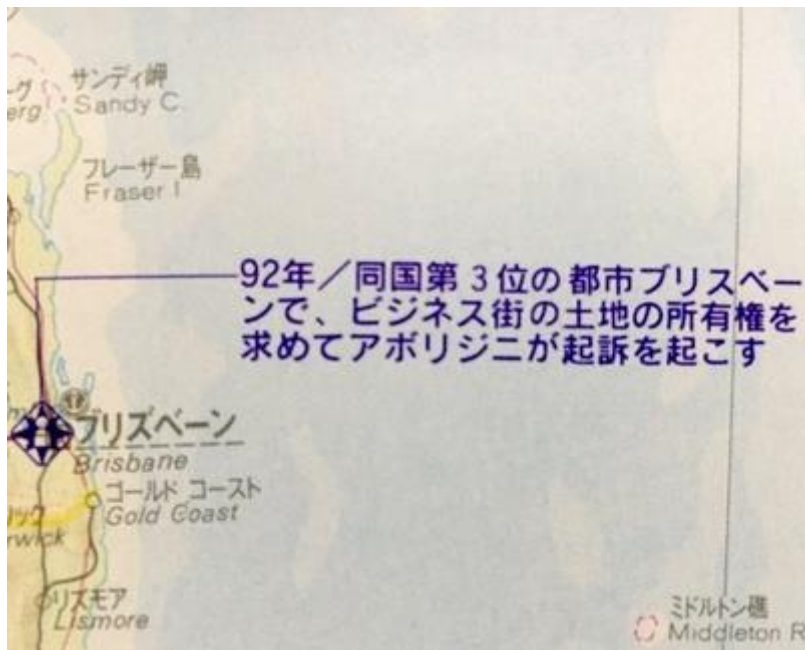 サンディ岬
Sandy C.
フレーザー島
Fraser I
92年／同国第3位の都市ブリスベー
ンで、ビジネス街の土地の所有権を
求めてアボリジニが起訴を起こす
ブリズベーン
Brisbane
ゴールド コースト
Gold Coast
リズモア
Lismore
ミドルトン礁
Middleton R